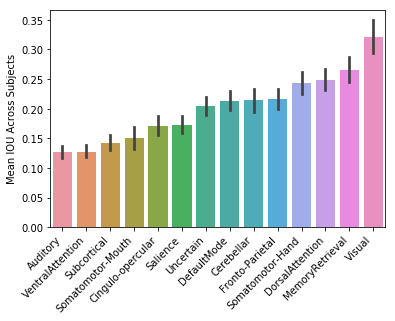 Mean IOU Across Subjects
0.35
0.30
0.25
0.20
0.15
0.10
0.05
0.00
Auditory
VentralAttention
Subcortical
Somatomotor-Mouth
Cingulo-opercular
Salience
Uncertain
DefaultMode
Cerebellar
Fronto-Parietal
Somatomotor-Hand
DorsalAttention
MemoryRetrieval
Visual